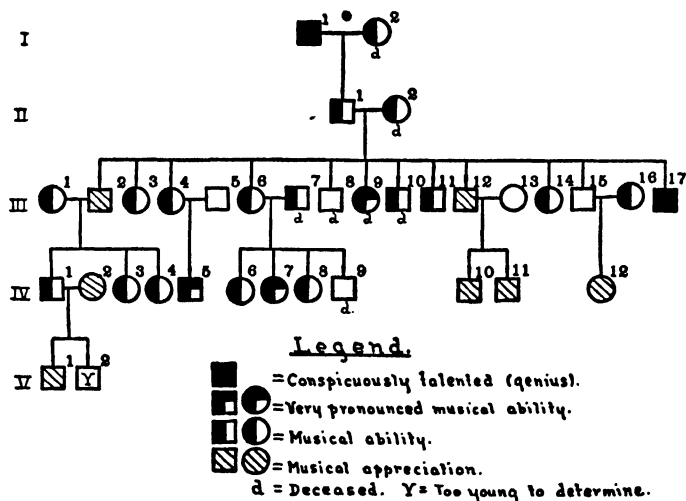 I
1 2
d
II
1 2
d
III
1 2 3 4 5 6 7 8 9 10 11 12 13 14 15 16 17
d d d d
IV
1 2 3 4 5 6 7 8 9 10 11 12
d.
V
1 2
Y
Legend.
=Conspicuously talented (genius).
=Very pronounced musical ability.
=Musical ability.
=Musical appreciation.
d = Deceased. Y= Too young to determine.